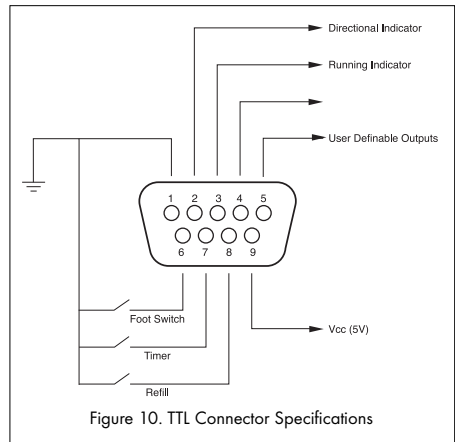 Directional Indicator
Running Indicator
User Definable Outputs
1 2 3 4 5
6 7 8 9
Foot Switch
Vcc (5V)
Timer
Refill
Figure 10. TTL Connector Specifications